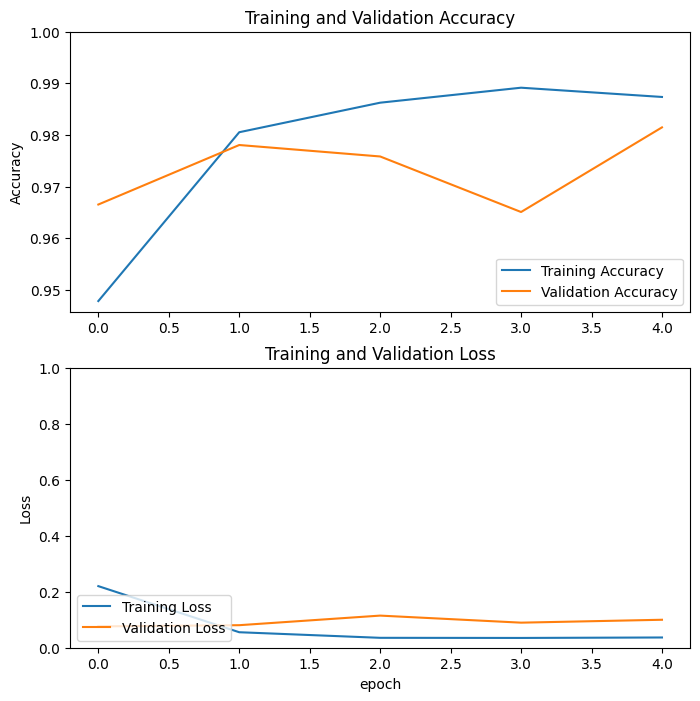 Training and Validation Accuracy
1.00
0.99
0.98
0.97
0.96
0.95
Accuracy
Training Accuracy
Validation Accuracy
0.0 0.5 1.0 1.5 2.0 2.5 3.0 3.5 4.0
Training and Validation Loss
1.0
0.8
0.6
0.4
0.2
0.0
Loss
Training Loss
Validation Loss
0.0 0.5 1.0 1.5 2.0 2.5 3.0 3.5 4.0
epoch